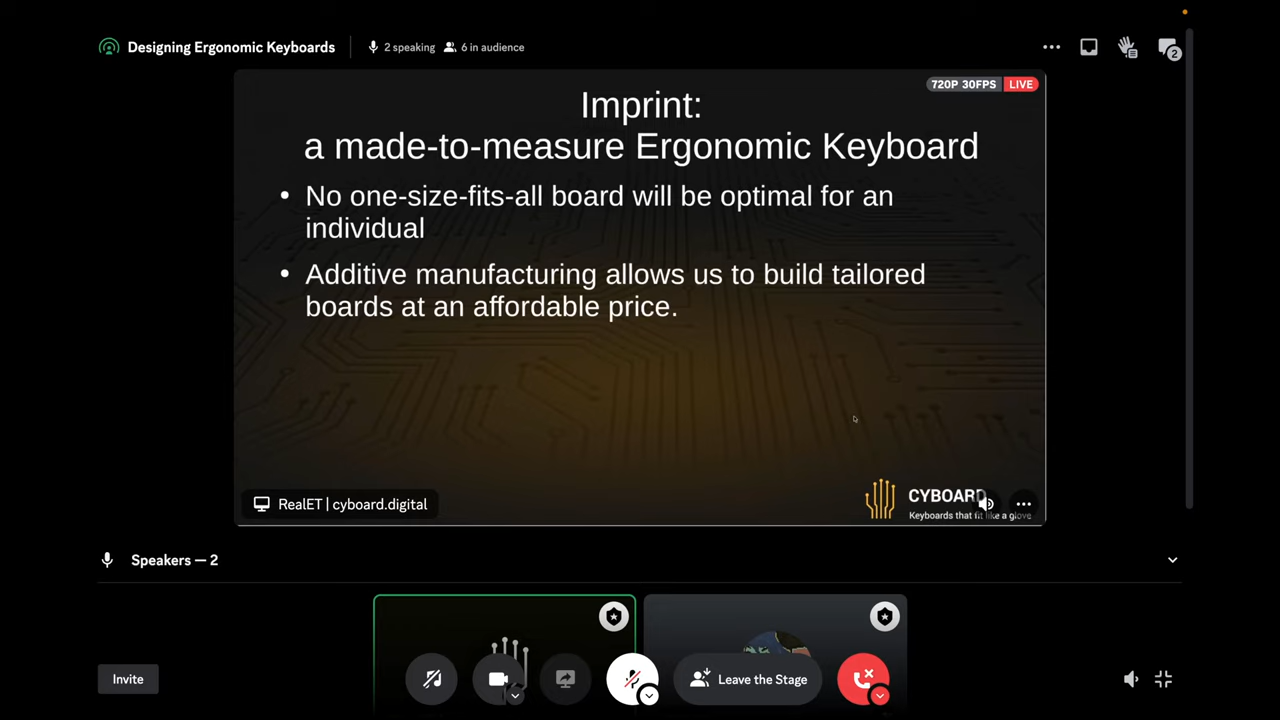 Designing Ergonomic Keyboards
2 speaking
6 in audience
2
720P 30FPS
LIVE
Imprint:
a made-to-measure Ergonomic Keyboard
• No one-size-fits-all board will be optimal for an
individual
• Additive manufacturing allows us to build tailored
boards at an affordable price.
RealET | cyboard.digital
CYBOARD
Keyboards that fit like a glove
Speakers — 2
Invite
Leave the Stage